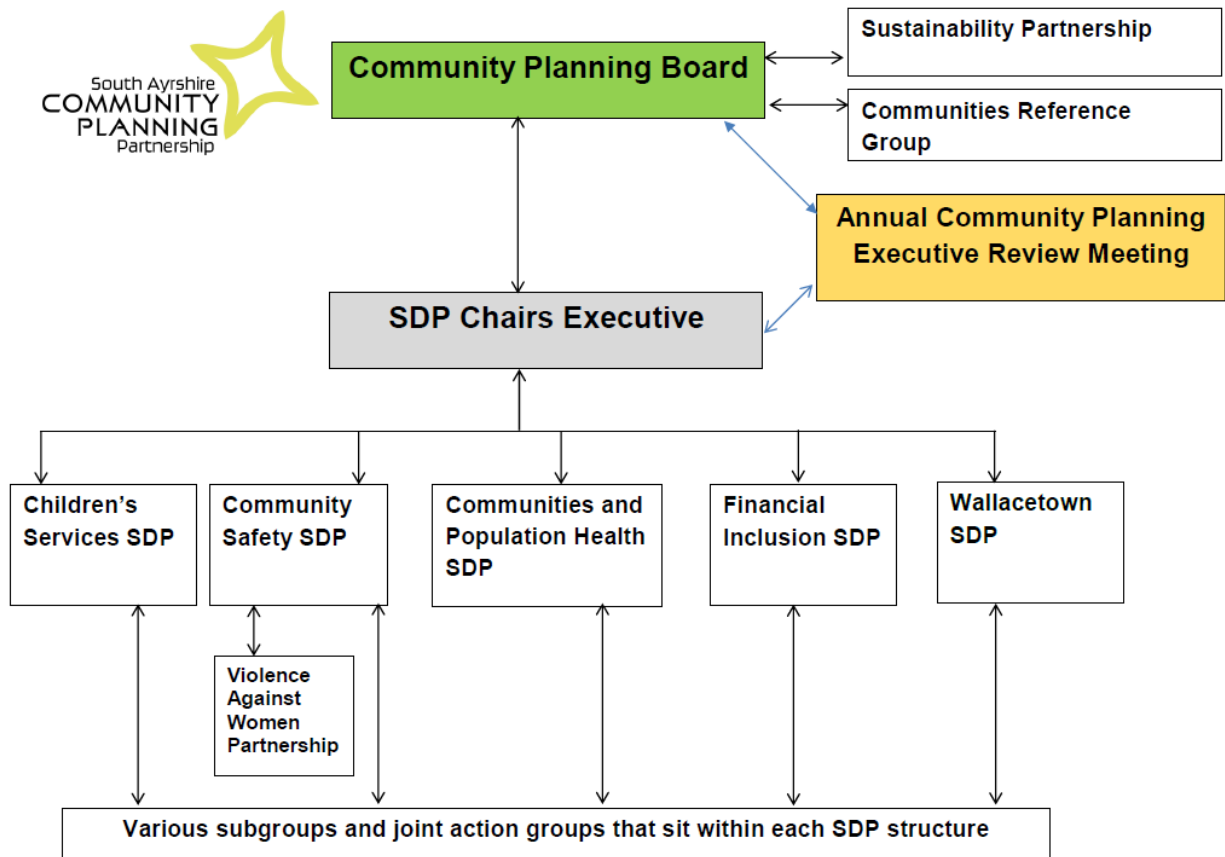 South Ayrshire
COMMUNITY
PLANNING
Partnership
Community Planning Board
Sustainability Partnership
Communities Reference
Group
Annual Community Planning
Executive Review Meeting
SDP Chairs Executive
Children’s
Services SDP
Community
Safety SDP
Communities and
Population Health
SDP
Financial
Inclusion SDP
Wallacetown
SDP
Violence
Against
Women
Partnership
Various subgroups and joint action groups that sit within each SDP structure